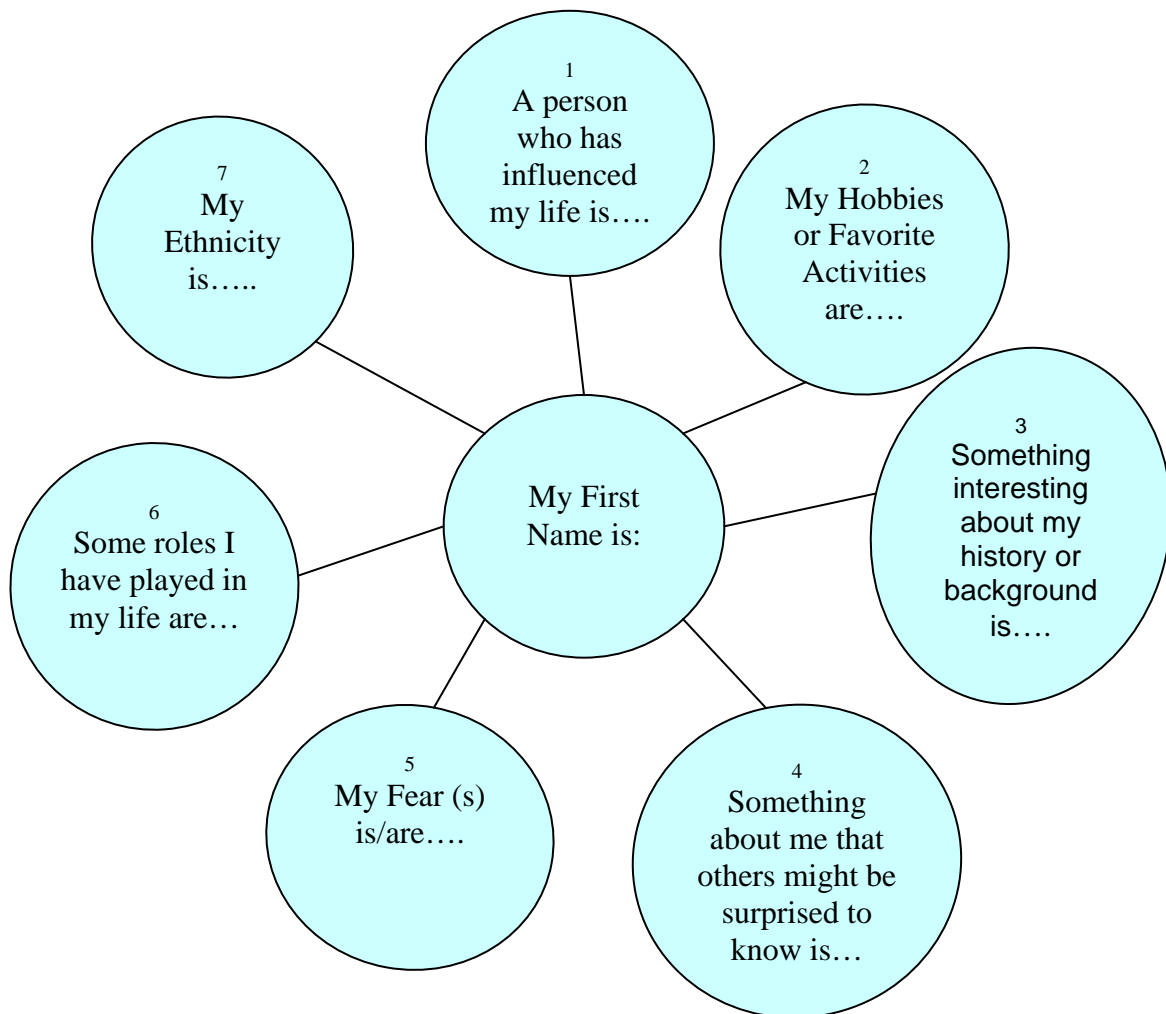 1
A person
who has
influenced
my life is….
2
My Hobbies
or Favorite
Activities
are….
3
Something
interesting
about my
history or
background
is….
4
Something
about me that
others might be
surprised to
know is…
5
My Fear (s)
is/are….
6
Some roles I
have played in
my life are…
7
My
Ethnicity
is…..
My First
Name is: